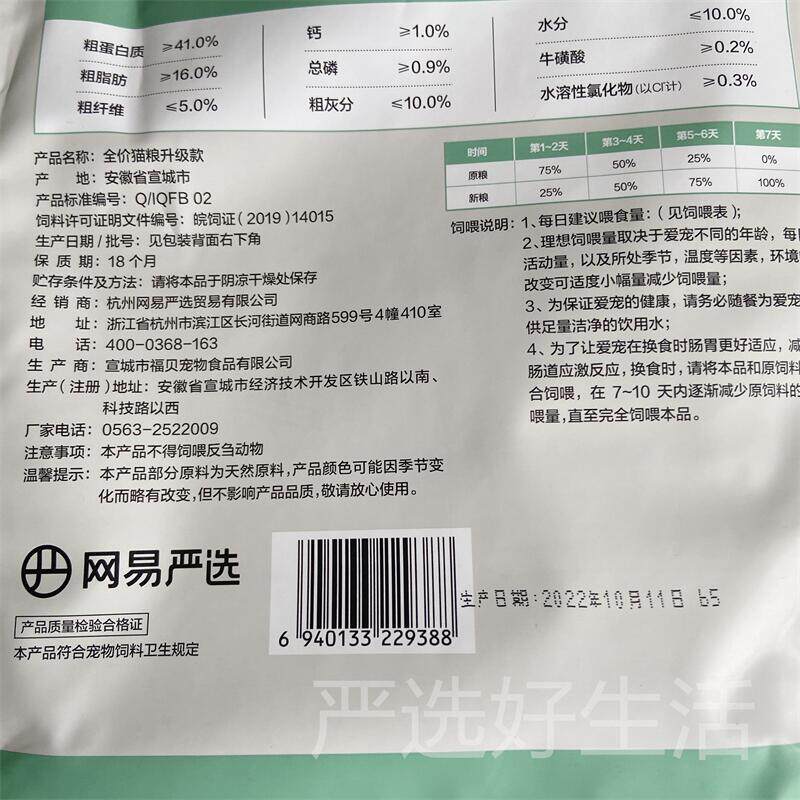 粗蛋白质 ≥41.0% 钙 ≥1.0% 水分 ≤10.0%
粗脂肪 ≥16.0% 总磷 ≥0.9% 牛磺酸 ≥0.2%
粗纤维 ≤5.0% 粗灰分 ≤10.0% 水溶性氯化物(以Cl⁻计) ≥0.3%
产品名称：全价猫粮升级款
产 地：安徽省宣城市
产品标准编号：Q/IQFB 02
饲料许可证明文件编号：皖饲证（2019）14015
生产日期/批号：见包装背面右下角
保 质 期：18个月
贮存条件及方法：请将本品于阴凉干燥处保存
经 销 商：杭州网易严选贸易有限公司
地 址：浙江省杭州市滨江区长河街道网商路599号4幢410室
电 话：400-0368-163
生 产 商：宣城市福贝宠物食品有限公司
生产（注册）地址：安徽省宣城市经济技术开发区铁山路以南、
科技路以西
厂家电话：0563-2522009
注意事项：本产品不得饲喂反刍动物
温馨提示：本产品部分原料为天然原料，产品颜色可能因季节变
化而略有改变，但不影响产品品质，敬请放心使用。
时间 第1~2天 第3~4天 第5~6天 第7天
原粮 75% 50% 25% 0%
新粮 25% 50% 75% 100%
饲喂说明：1、每日建议喂食量：（见饲喂表）；
2、理想饲喂量取决于爱宠不同的年龄，每
活动量，以及所处季节，温度等因素，环境
改变可适度小幅量减少饲喂量；
3、为保证爱宠的健康，请务必随餐为爱宠
供足量洁净的饮用水；
4、为了让爱宠在换食时肠胃更好适应，减
肠道应激反应，换食时，请将本品和原饲料
合饲喂，在 7~10 天内逐渐减少原饲料的
喂量，直至完全饲喂本品。
网易严选
产品质量检验合格证
本产品符合宠物饲料卫生规定
6 940133 229388
生产日期：2022年10月11日 65
严选好生活